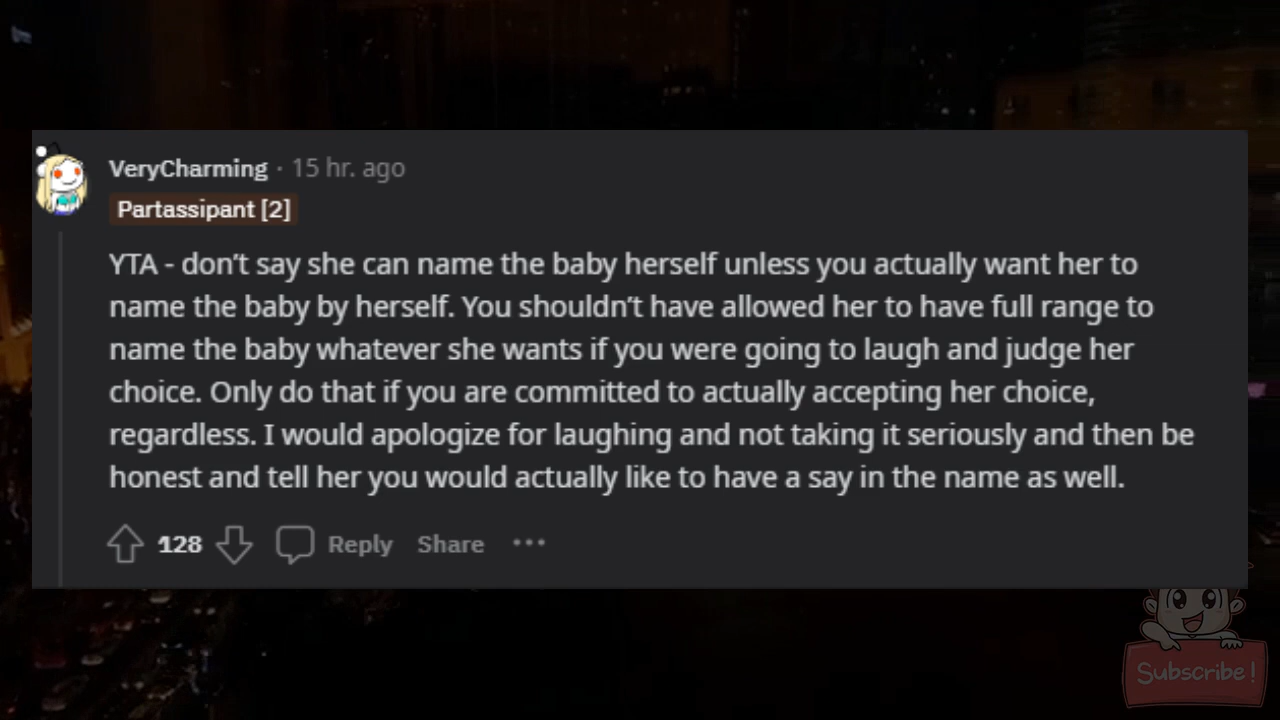 VeryCharming · 15 hr. ago
Partassipant [2]
YTA - don’t say she can name the baby herself unless you actually want her to
name the baby by herself. You shouldn’t have allowed her to have full range to
name the baby whatever she wants if you were going to laugh and judge her
choice. Only do that if you are committed to actually accepting her choice,
regardless. I would apologize for laughing and not taking it seriously and then be
honest and tell her you would actually like to have a say in the name as well.
128 Reply Share ···
Subscribe!